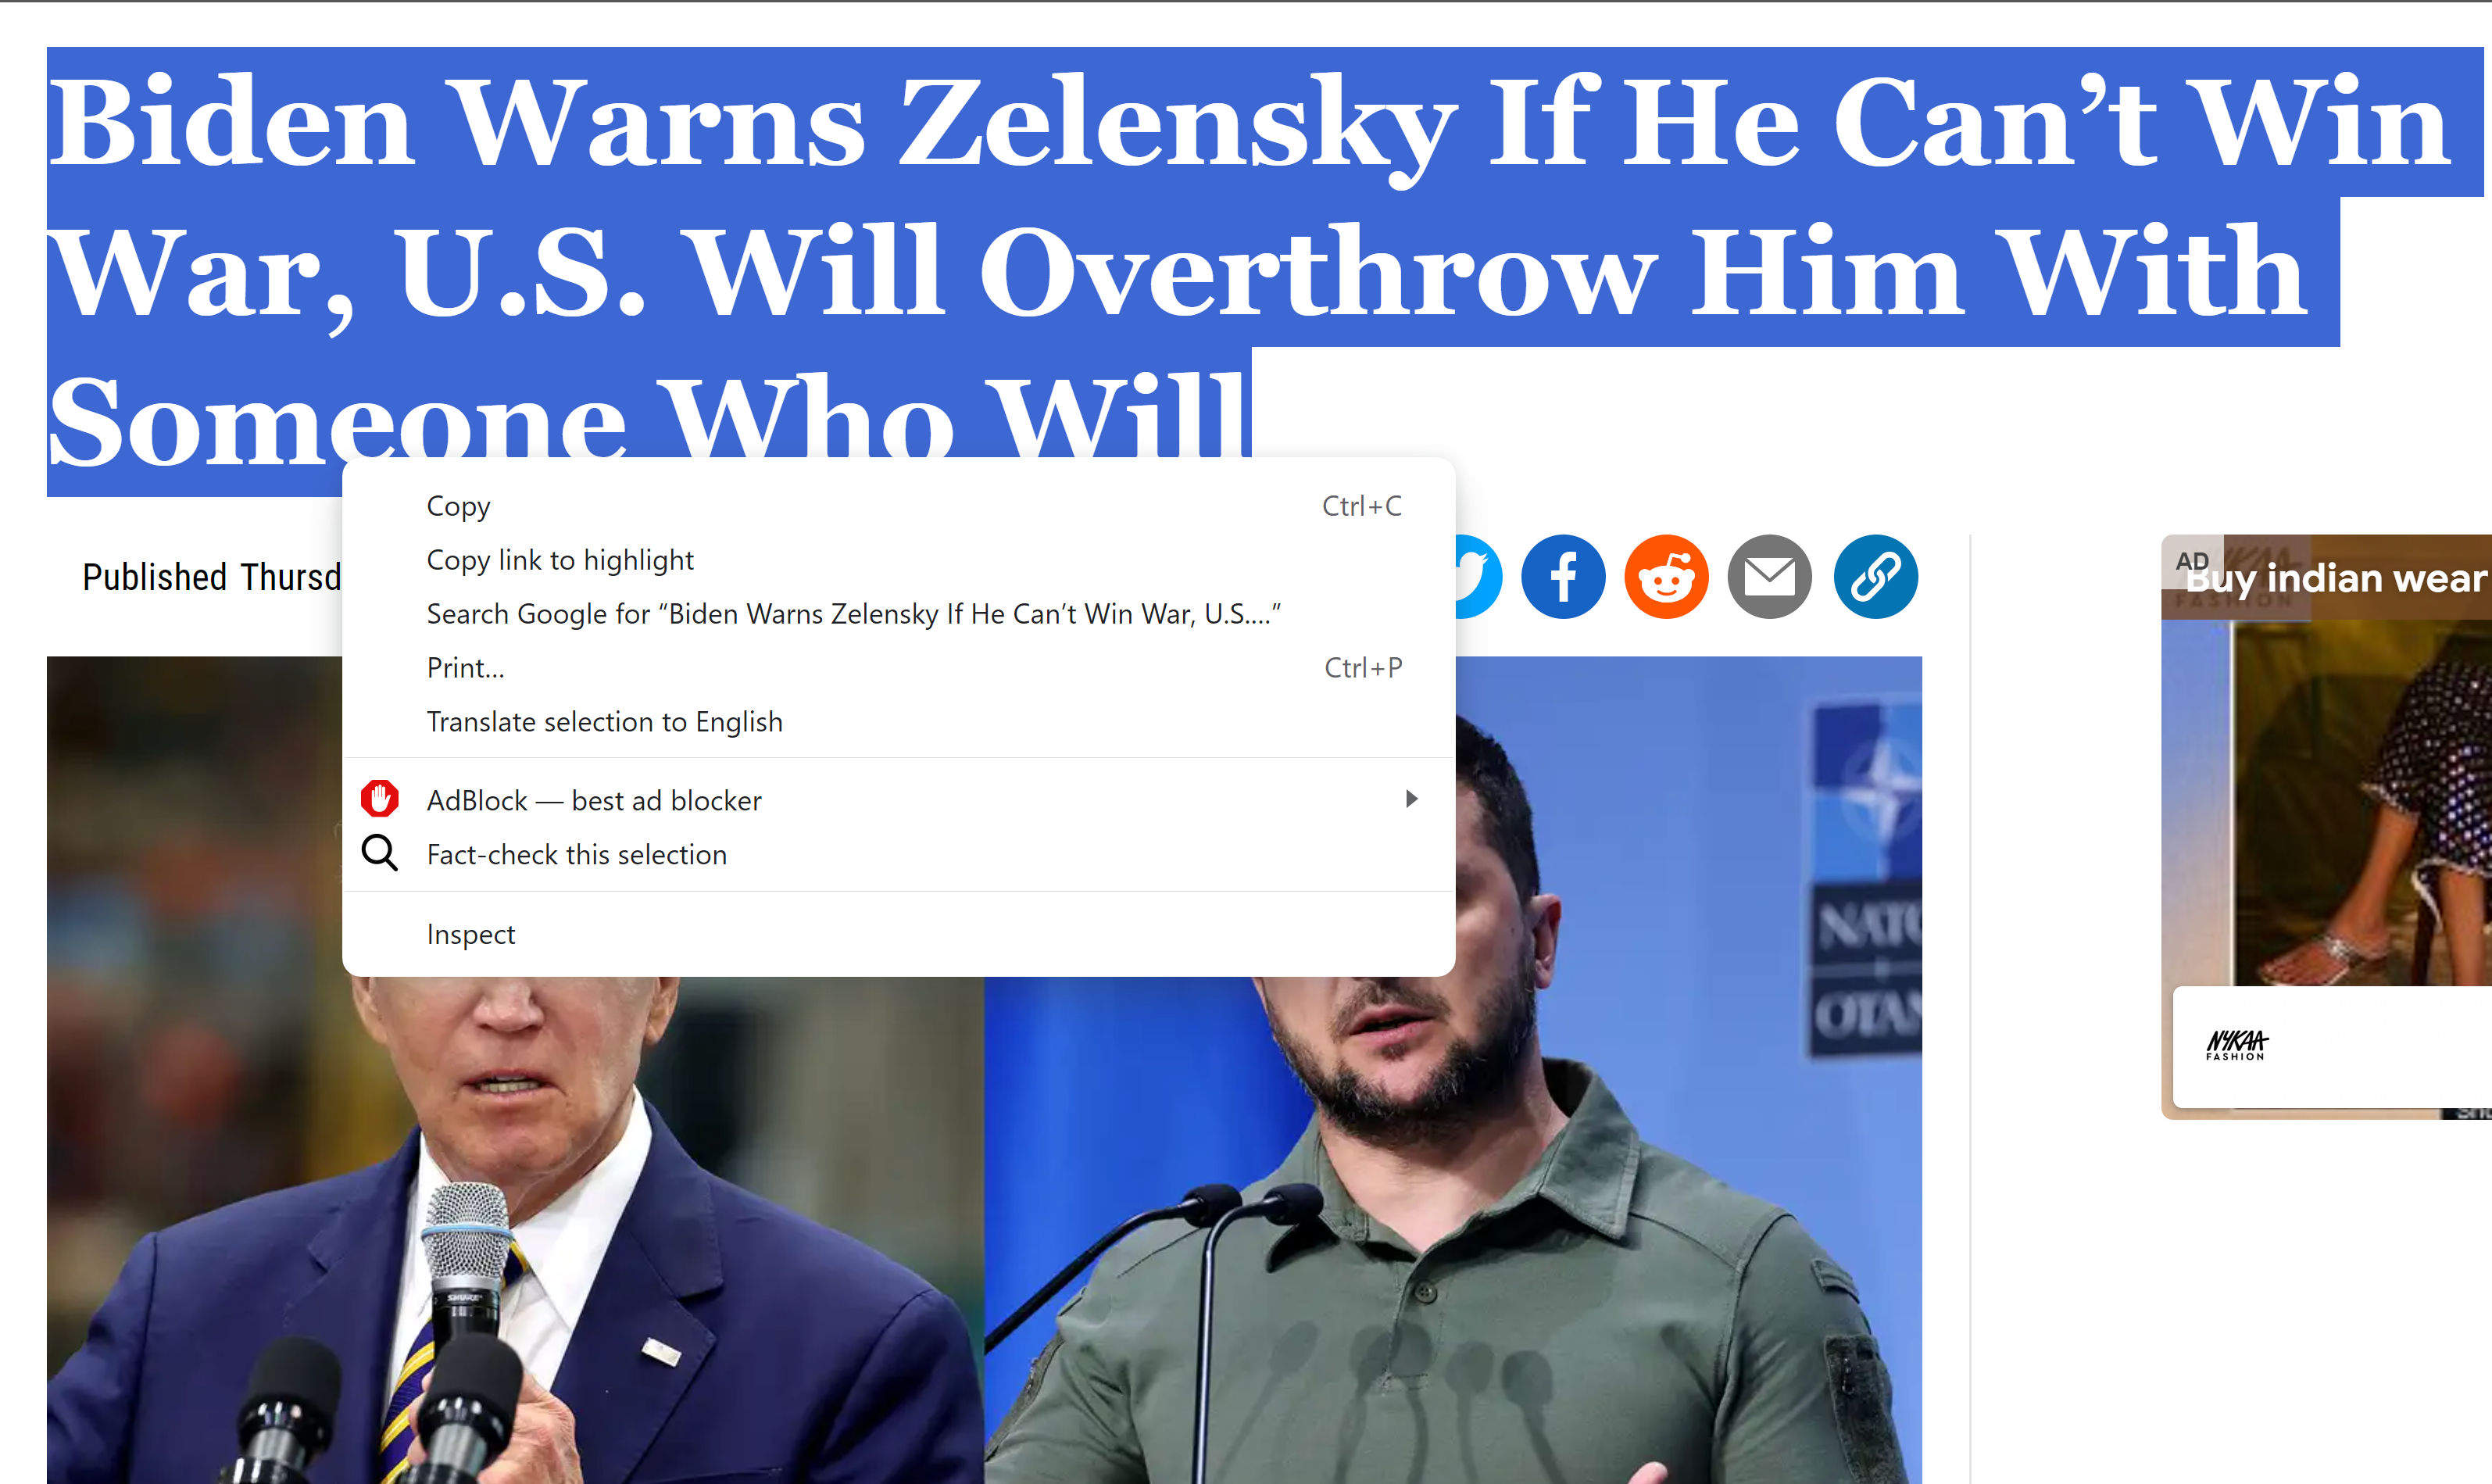 Biden Warns Zelensky If He Can’t Win
War, U.S. Will Overthrow Him With
Someone Who Will
Copy Ctrl+C
Copy link to highlight
Search Google for “Biden Warns Zelensky If He Can’t Win War, U.S....”
Print... Ctrl+P
Translate selection to English
AdBlock — best ad blocker
Fact-check this selection
Inspect
Published Thursd
AD
Buy indian wear
FASHION
NATO
OTAN
SHURE
NYKAA
FASHION